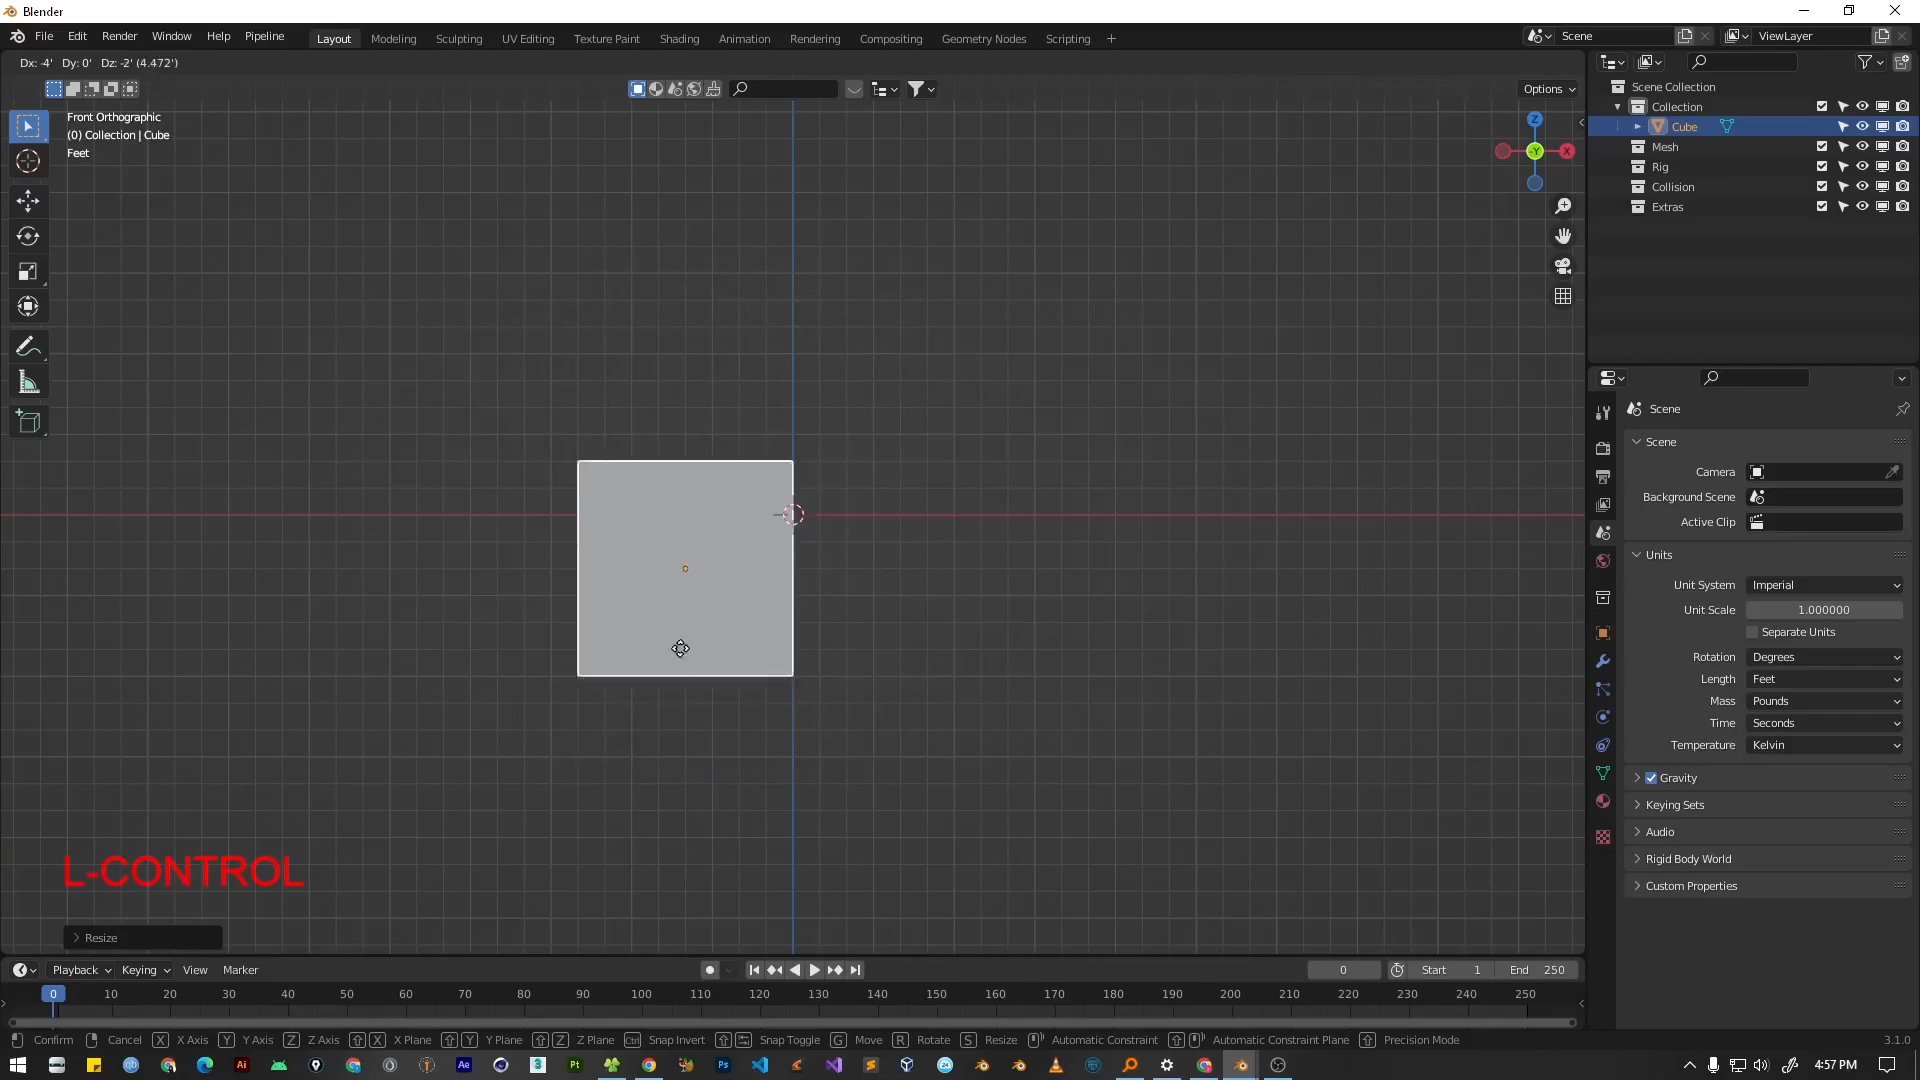 Blender
File Edit Render Window Help Pipeline
Layout Modeling Sculpting UV Editing Texture Paint Shading Animation Rendering Compositing Geometry Nodes Scripting +
Scene
ViewLayer
Dx: -4' Dy: 0' Dz: -2' (4.472')
Options
Front Orthographic
(0) Collection | Cube
Feet
Z
-Y
X
Scene Collection
Collection
Cube
Mesh
Rig
Collision
Extras
Scene
Scene
Camera
Background Scene
Active Clip
Units
Unit System Imperial
Unit Scale 1.000000
Separate Units
Rotation Degrees
Length Feet
Mass Pounds
Time Seconds
Temperature Kelvin
Gravity
Keying Sets
Audio
Rigid Body World
Custom Properties
L-CONTROL
Resize
Playback Keying View Marker
0 Start 1 End 250
0 10 20 30 40 50 60 70 80 90 100 110 120 130 140 150 160 170 180 190 200 210 220 230 240 250
Confirm Cancel X X Axis Y Y Axis Z Z Axis X X Plane Y Y Plane Z Z Plane Ctrl Snap Invert Snap Toggle G Move R Rotate S Resize Automatic Constraint Automatic Constraint Plane Precision Mode 3.1.0
qb Ai Ae 3 Pt Ps
4:57 PM